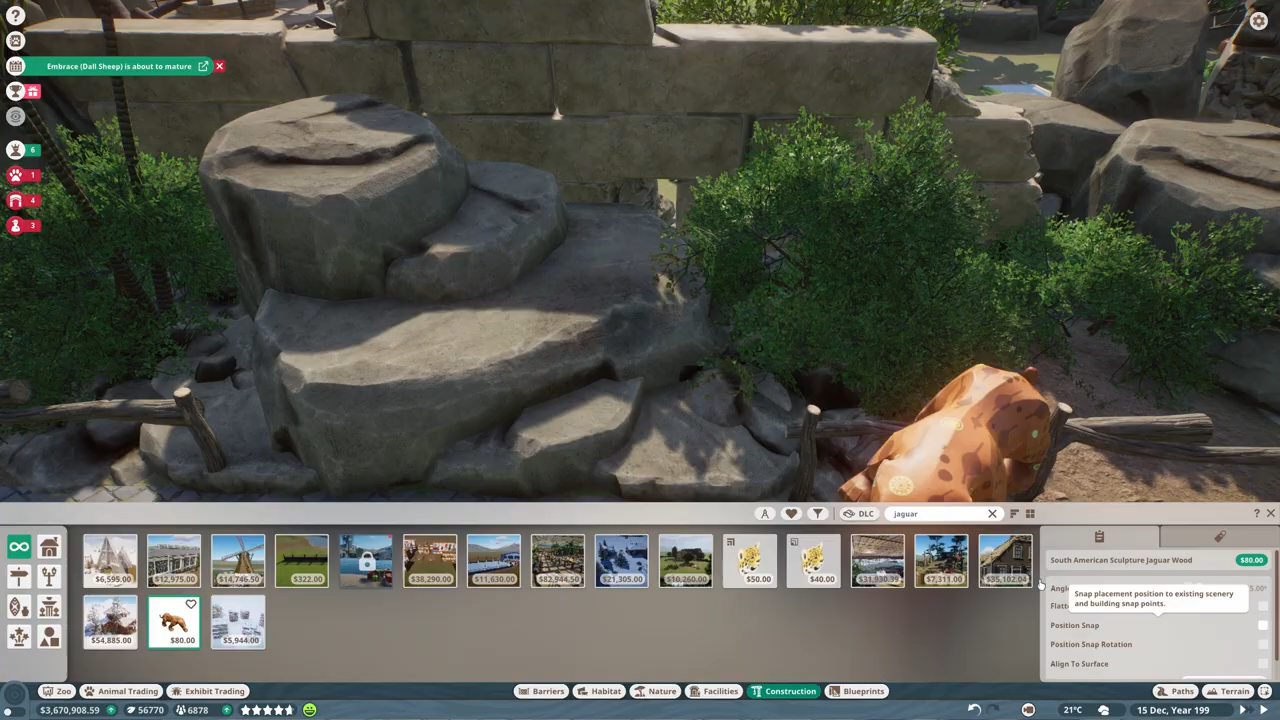 Embrace (Dall Sheep) is about to mature
6
1
4
3
DLC
jaguar
$6,595.00
$12,975.00
$14,746.50
$322.00
$38,290.00
$11,630.00
$82,944.50
$21,305.00
$10,260.00
$50.00
$40.00
$31,930.39
$7,311.00
$35,102.04
$54,885.00
$80.00
$5,944.00
South American Sculpture Jaguar Wood
$80.00
Snap placement position to existing scenery
and building snap points.
Position Snap
Position Snap Rotation
Align To Surface
Zoo
Animal Trading
Exhibit Trading
Barriers
Habitat
Nature
Facilities
Construction
Blueprints
Paths
Terrain
$3,670,908.59
56770
6878
21°C
15 Dec, Year 199